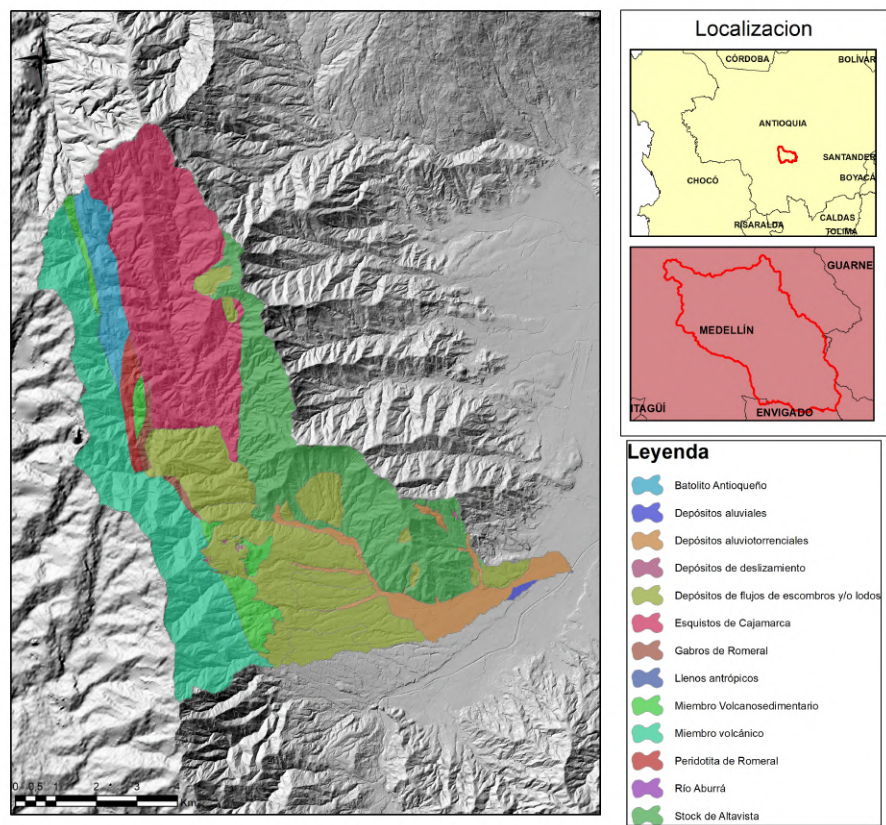 Localizacion
CÓRDOBA
BOLÍVAR
ANTIOQUIA
SANTANDER
BOYACÁ
CHOCÓ
RISARALDA
CALDAS
TOLIMA
GUARNE
MEDELLÍN
ITAGÜÍ
ENVIGADO
Leyenda
Batolito Antioqueño
Depósitos aluviales
Depósitos aluviotorrenciales
Depósitos de deslizamiento
Depósitos de flujos de escombros y/o lodos
Esquistos de Cajamarca
Gabros de Romeral
Llenos antrópicos
Miembro Volcanosedimentario
Miembro volcánico
Peridotita de Romeral
Río Aburrá
Stock de Altavista
0 0,5 1 2 3 4
Km